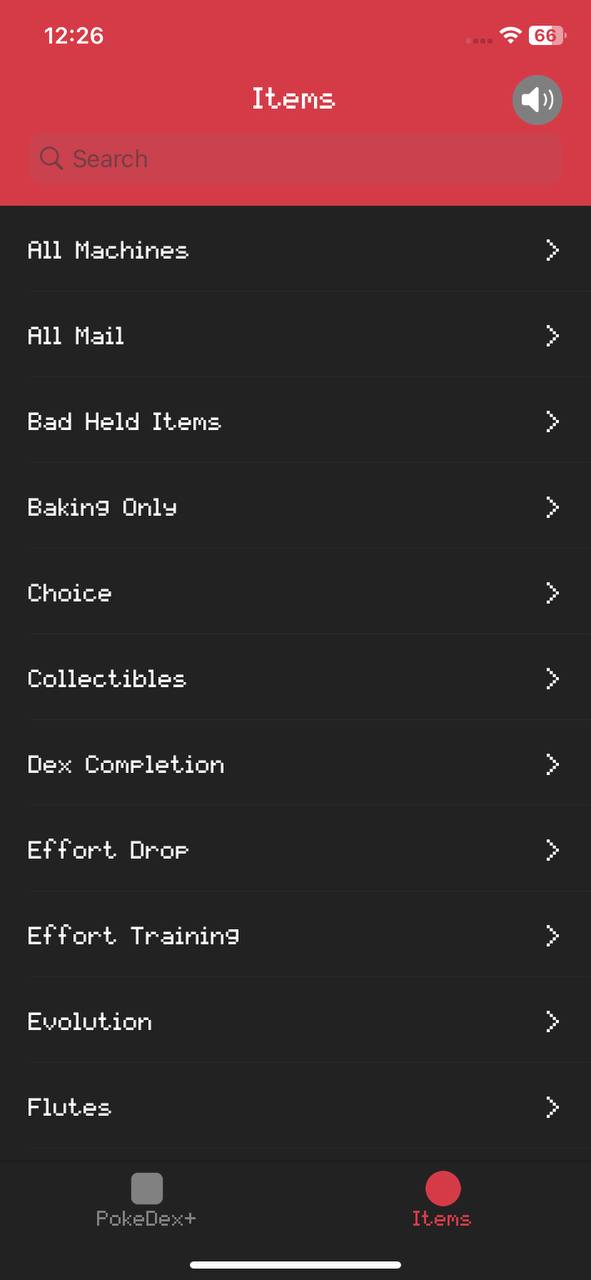 12:26
66
Items
Search
All Machines
All Mail
Bad Held Items
Baking Only
Choice
Collectibles
Dex Completion
Effort Drop
Effort Training
Evolution
Flutes
PokeDex+
Items